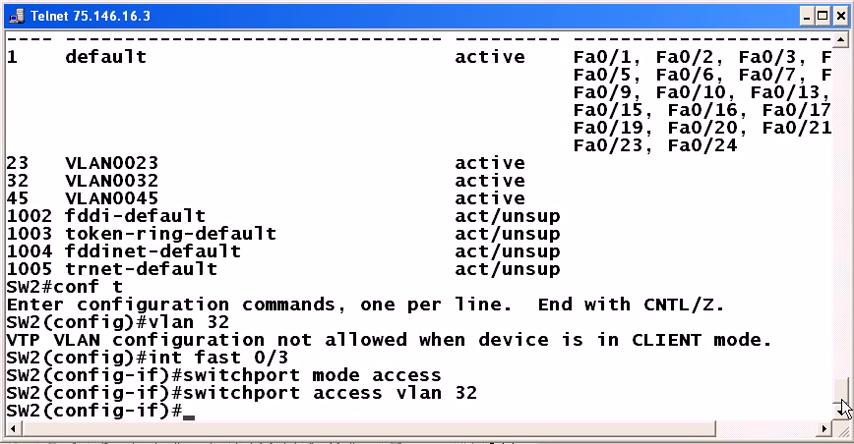 Telnet 75.146.16.3
---- -------------------------------- --------- ----------------------
1    default                          active    Fa0/1, Fa0/2, Fa0/3, F
                                                Fa0/5, Fa0/6, Fa0/7, F
                                                Fa0/9, Fa0/10, Fa0/13,
                                                Fa0/15, Fa0/16, Fa0/17
                                                Fa0/19, Fa0/20, Fa0/21
                                                Fa0/23, Fa0/24
23   VLAN0023                         active
32   VLAN0032                         active
45   VLAN0045                         active
1002 fddi-default                     act/unsup
1003 token-ring-default               act/unsup
1004 fddinet-default                  act/unsup
1005 trnet-default                    act/unsup
SW2#conf t
Enter configuration commands, one per line.  End with CNTL/Z.
SW2(config)#vlan 32
VTP VLAN configuration not allowed when device is in CLIENT mode.
SW2(config)#int fast 0/3
SW2(config-if)#switchport mode access
SW2(config-if)#switchport access vlan 32
SW2(config-if)#_